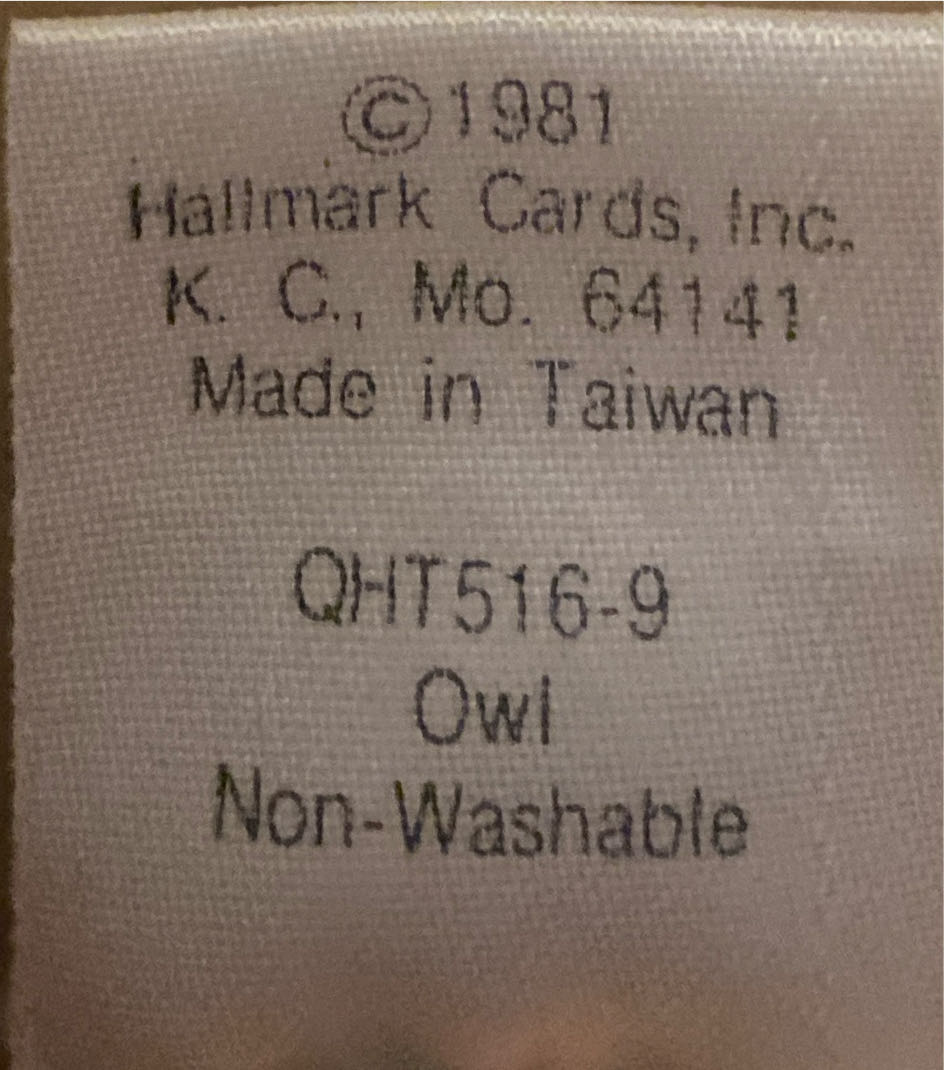 ©1981
Hallmark Cards, Inc.
K. C., Mo. 64141
Made in Taiwan
QHT516-9
Owl
Non-Washable